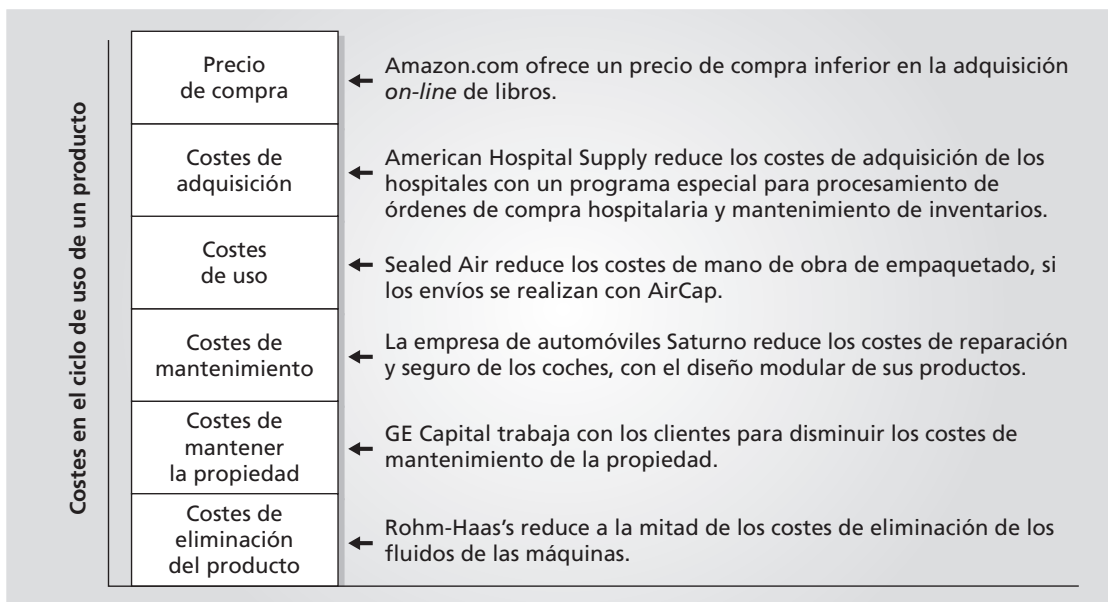 Costes en el ciclo de uso de un producto
Precio
de compra
Amazon.com ofrece un precio de compra inferior en la adquisición
on-line de libros.
Costes de
adquisición
American Hospital Supply reduce los costes de adquisición de los
hospitales con un programa especial para procesamiento de
órdenes de compra hospitalaria y mantenimiento de inventarios.
Costes
de uso
Sealed Air reduce los costes de mano de obra de empaquetado, si
los envíos se realizan con AirCap.
Costes de
mantenimiento
La empresa de automóviles Saturno reduce los costes de reparación
y seguro de los coches, con el diseño modular de sus productos.
Costes de
mantener
la propiedad
GE Capital trabaja con los clientes para disminuir los costes de
mantenimiento de la propiedad.
Costes de
eliminación
del producto
Rohm-Haas's reduce a la mitad de los costes de eliminación de los
fluidos de las máquinas.